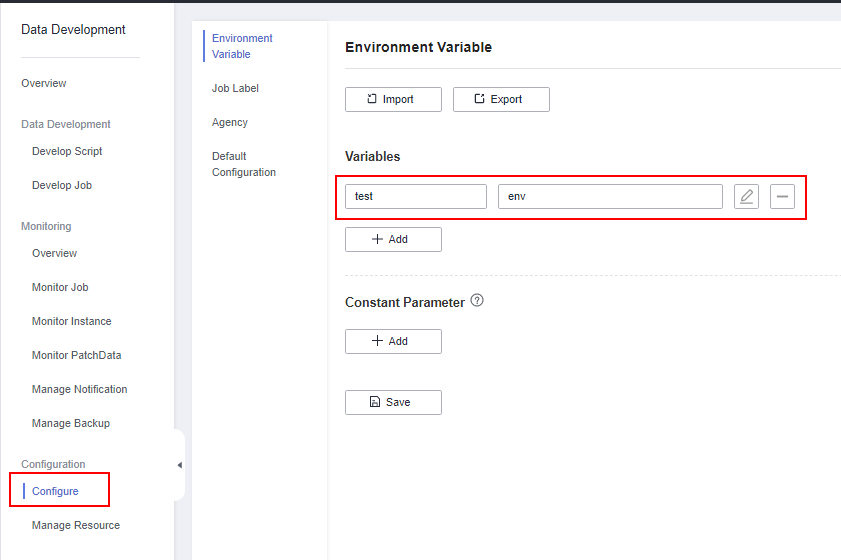 Data Development
Overview
Data Development
Develop Script
Develop Job
Monitoring
Overview
Monitor Job
Monitor Instance
Monitor PatchData
Manage Notification
Manage Backup
Configuration
Configure
Manage Resource
Environment
Variable
Job Label
Agency
Default
Configuration
Environment Variable
Import Export
Variables
test env
Add
Constant Parameter ?
Add
Save